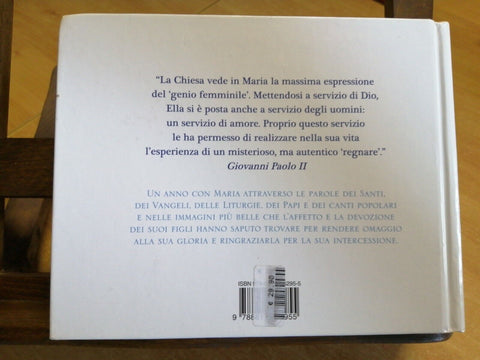 “La Chiesa vede in Maria la massima espressione
del ‘genio femminile’. Mettendosi a servizio di Dio,
Ella si è posta anche a servizio degli uomini:
un servizio di amore. Proprio questo servizio
le ha permesso di realizzare nella sua vita
l’esperienza di un misterioso, ma autentico ‘regnare’.”
Giovanni Paolo II
Un anno con Maria attraverso le parole dei Santi,
dei Vangeli, delle Liturgie, dei Papi e dei canti popolari
e nelle immagini più belle che l’affetto e la devozione
dei suoi figli hanno saputo trovare per rendere omaggio
alla sua gloria e ringraziarla per la sua intercessione.
ISBN
€ 29,90